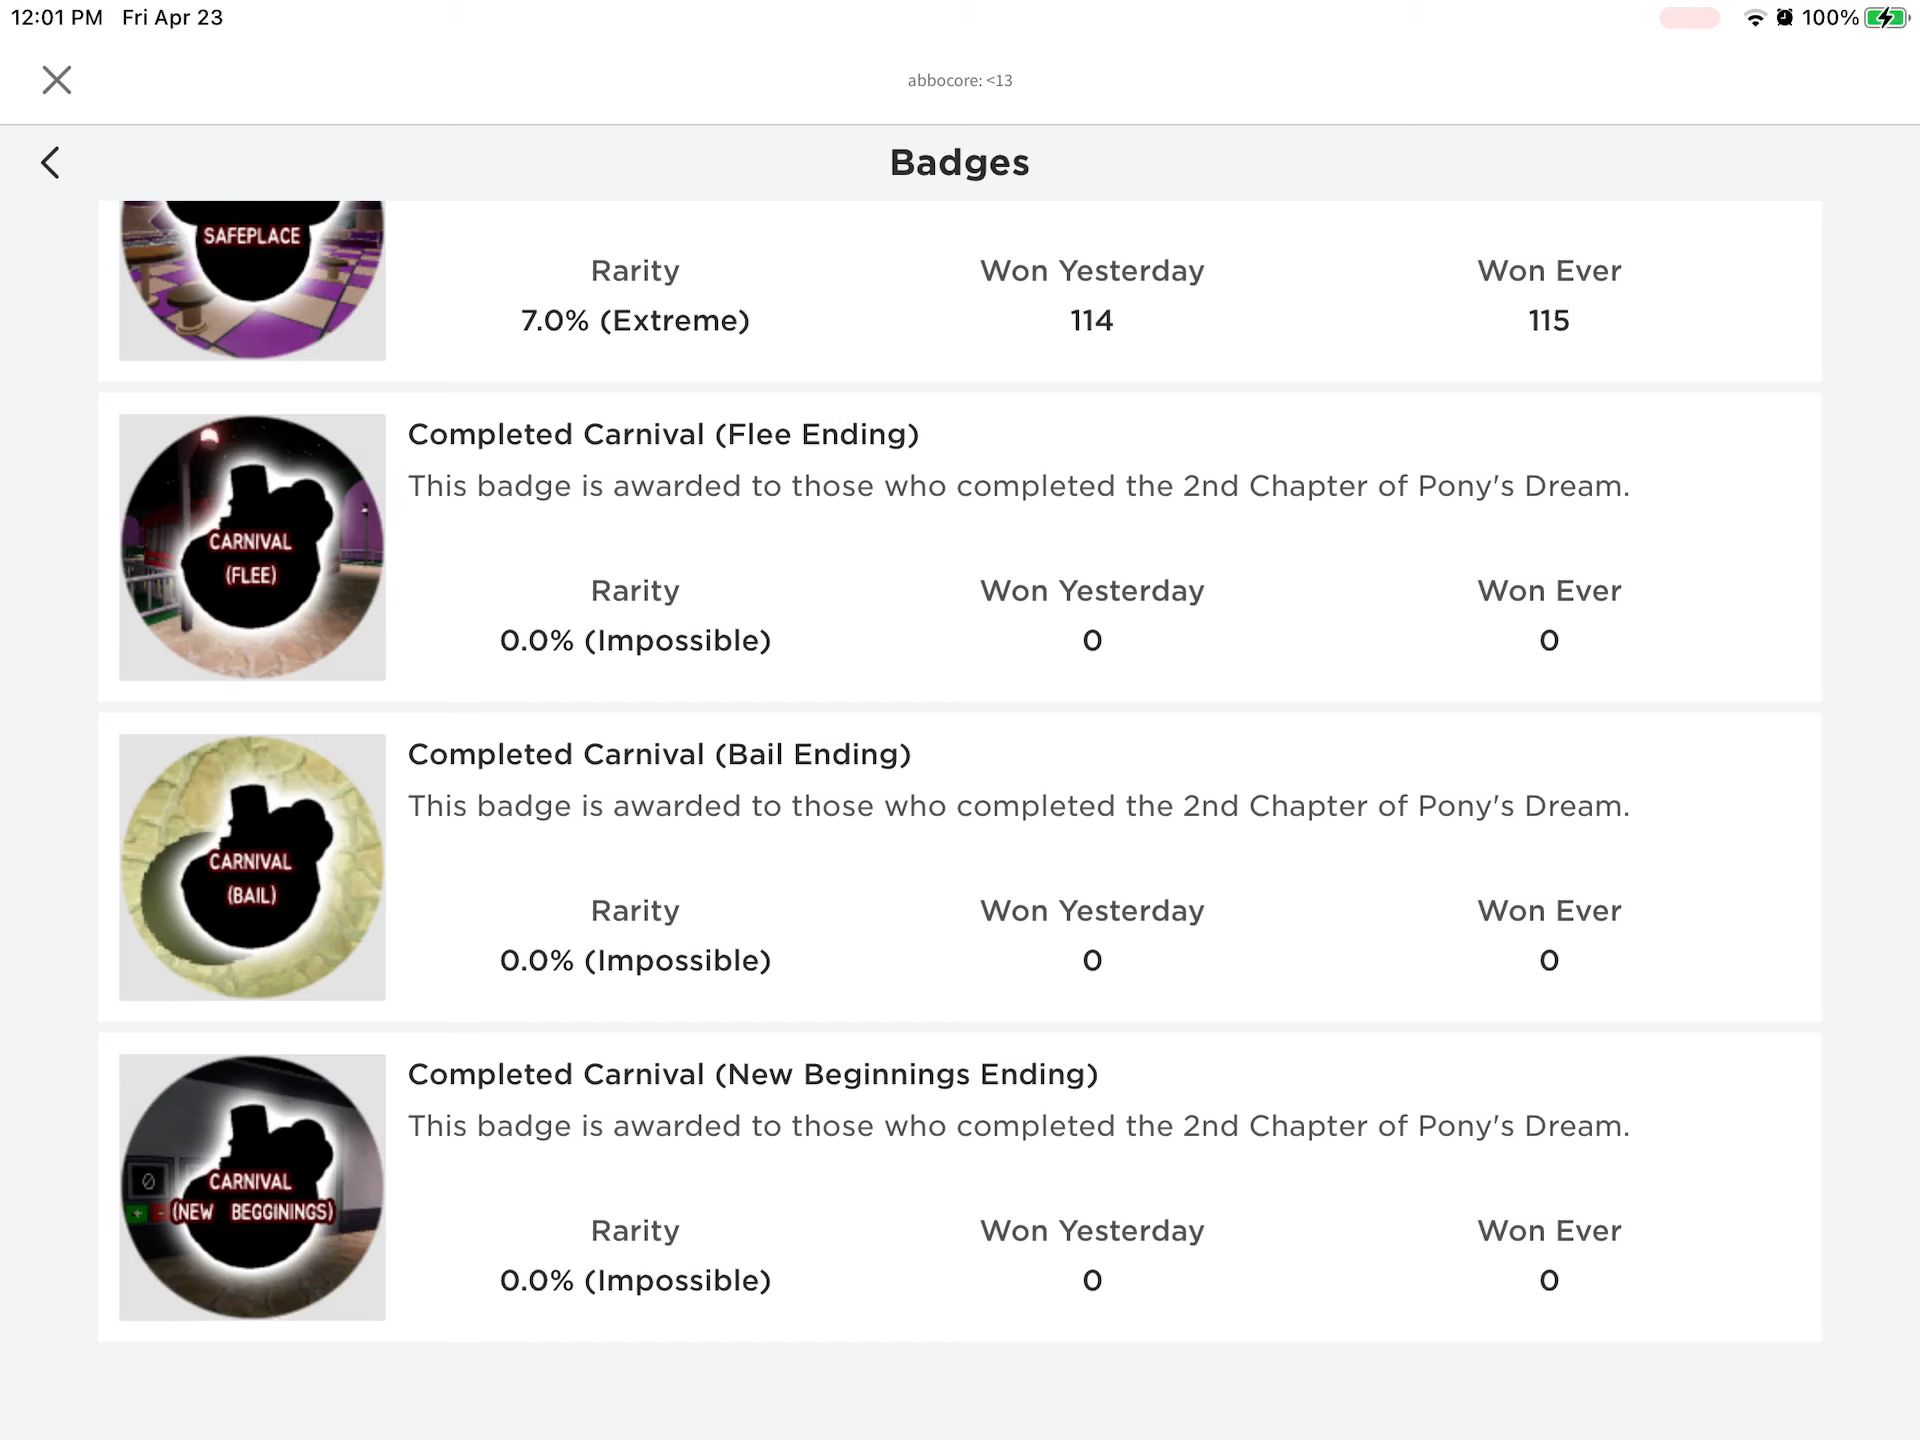 12:01 PM Fri Apr 23
100%
abbocore: <13
Badges
SAFEPLACE
Rarity Won Yesterday Won Ever
7.0% (Extreme) 114 115
Completed Carnival (Flee Ending)
This badge is awarded to those who completed the 2nd Chapter of Pony's Dream.
CARNIVAL
(FLEE)
Rarity Won Yesterday Won Ever
0.0% (Impossible) 0 0
Completed Carnival (Bail Ending)
This badge is awarded to those who completed the 2nd Chapter of Pony's Dream.
CARNIVAL
(BAIL)
Rarity Won Yesterday Won Ever
0.0% (Impossible) 0 0
Completed Carnival (New Beginnings Ending)
This badge is awarded to those who completed the 2nd Chapter of Pony's Dream.
CARNIVAL
(NEW BEGGININGS)
Rarity Won Yesterday Won Ever
0.0% (Impossible) 0 0